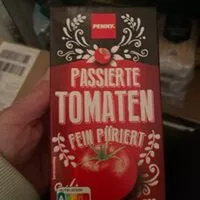 PENNY.
PASSIERTE
TOMATEN
FEIN PÜRIERT